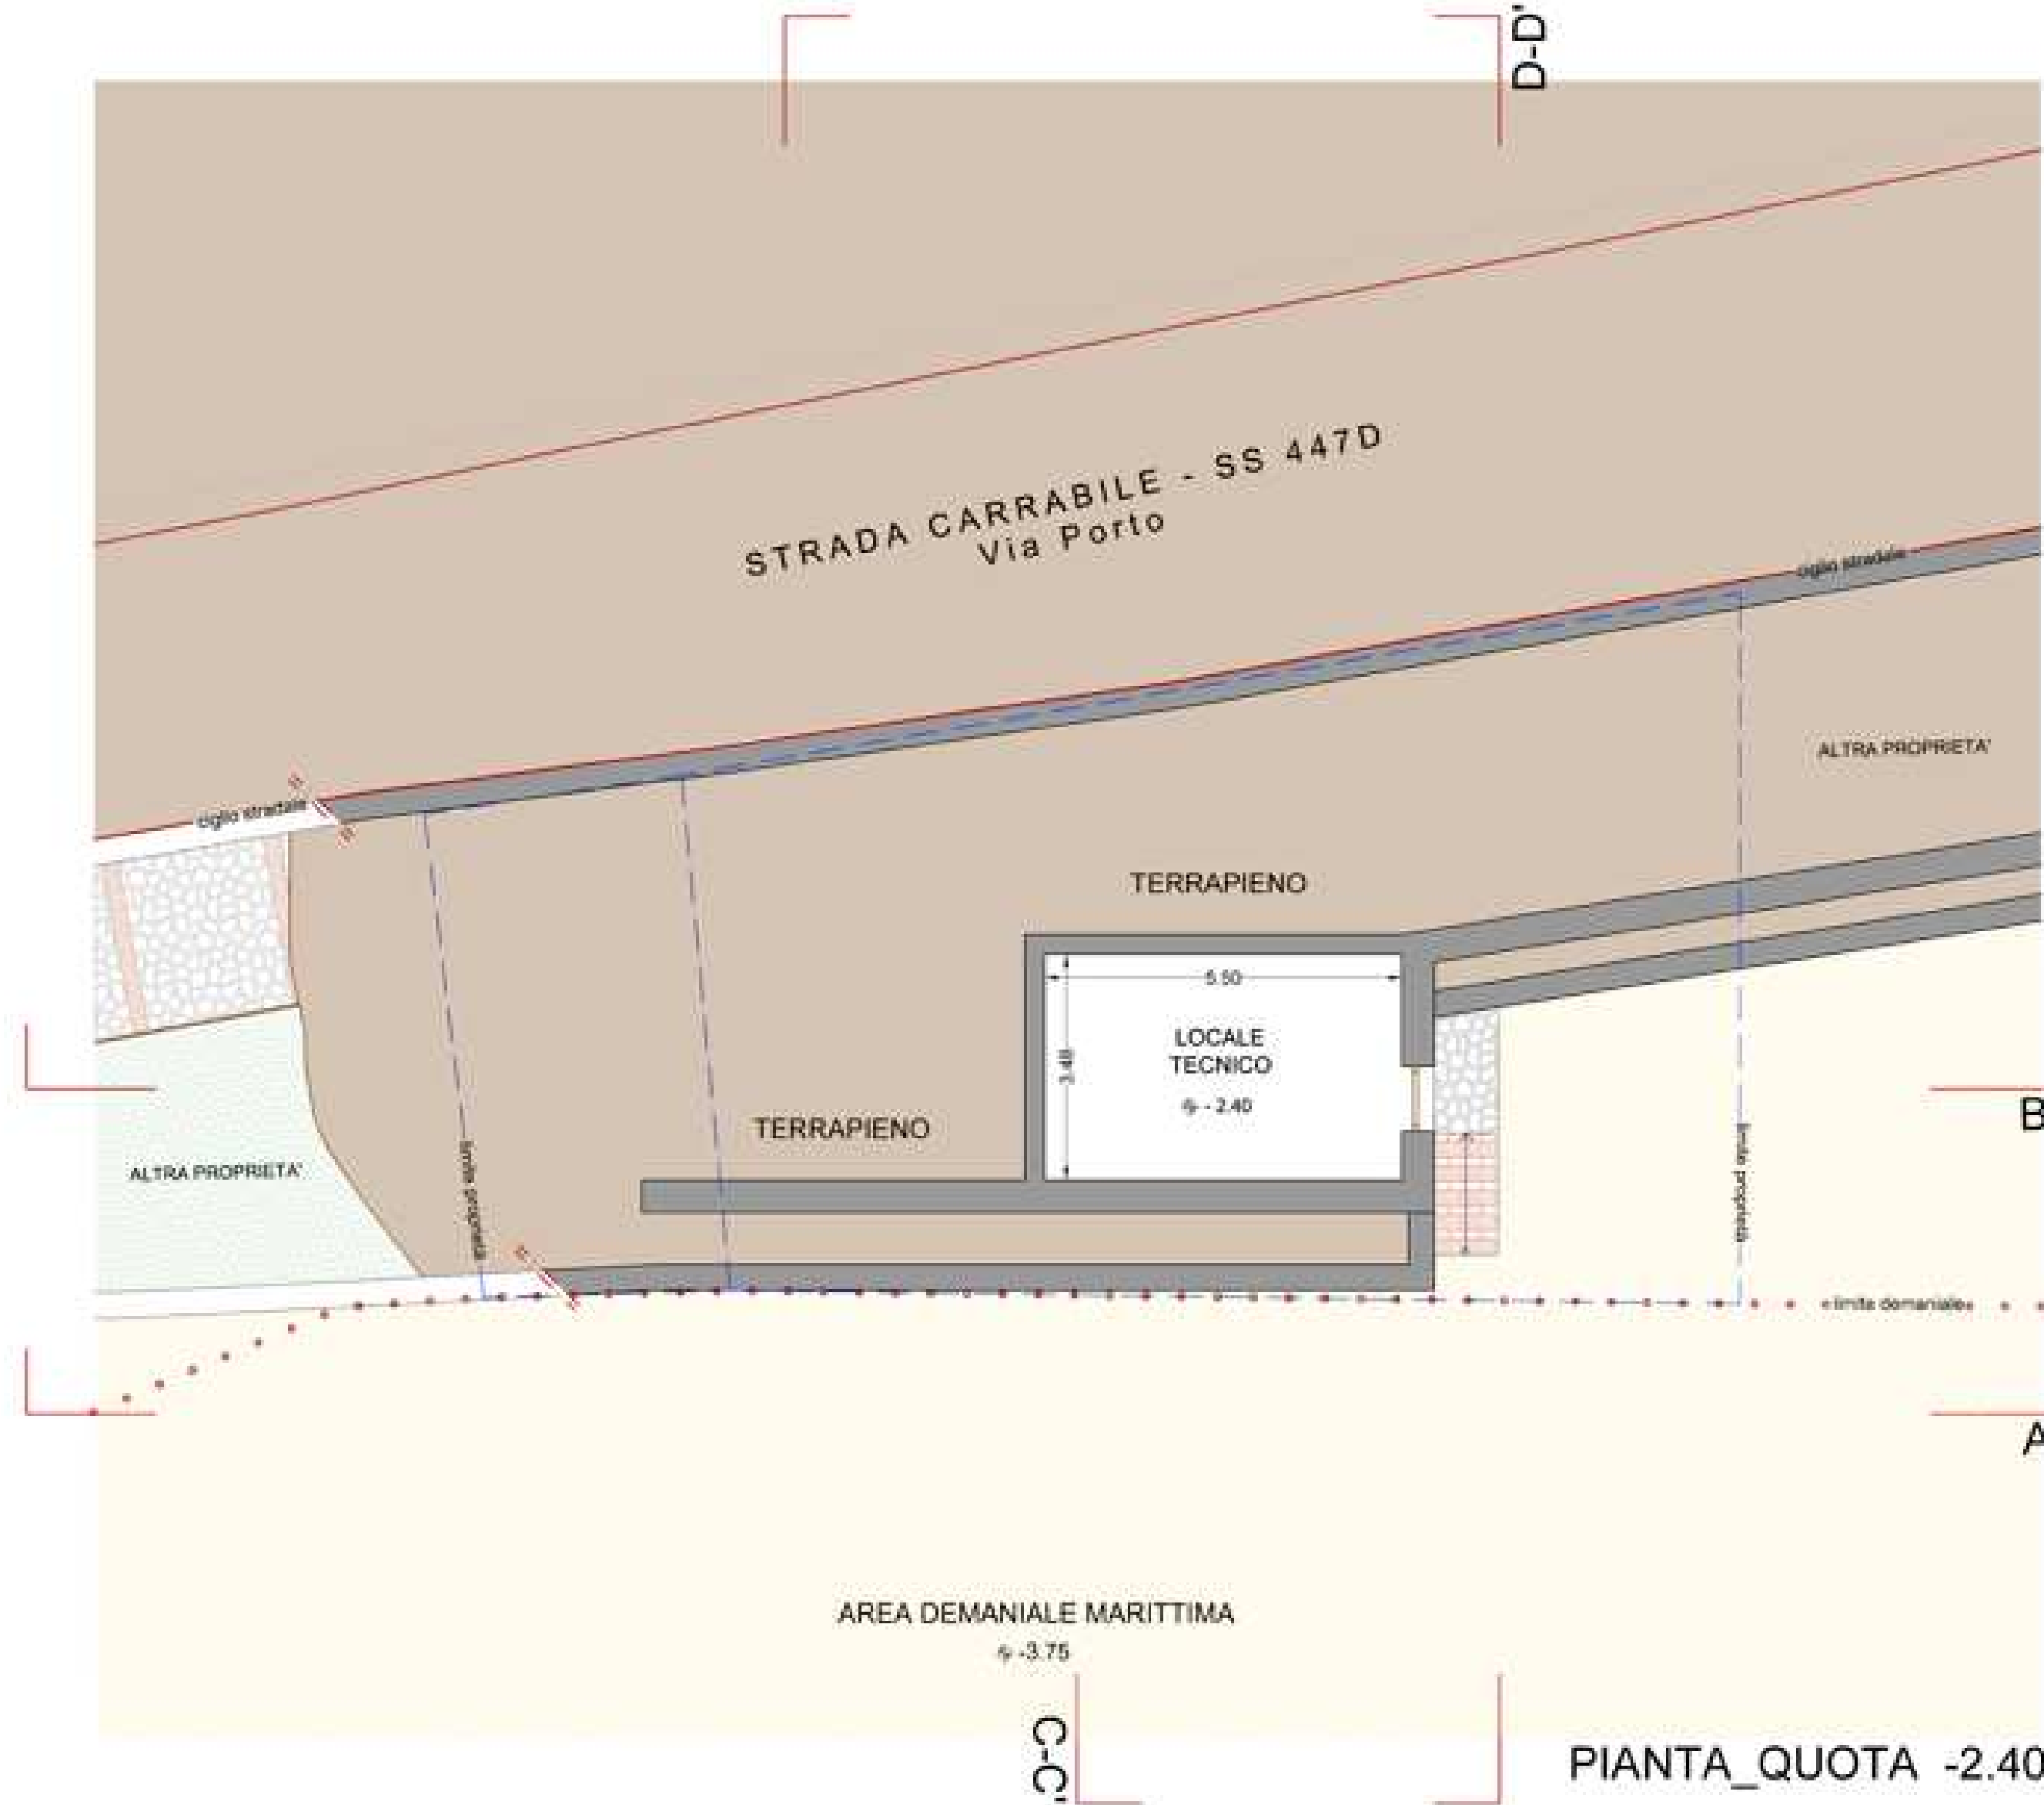 D-D'
STRADA CARRABILE - SS 447D
Via Porto
ciglio stradale
ALTRA PROPRIETA'
ciglio stradale
TERRAPIENO
5.50
LOCALE
TECNICO
3.48
- 2.40
B
TERRAPIENO
ALTRA PROPRIETA'
limite proprietà
limite proprietà
limite demaniale
A
AREA DEMANIALE MARITTIMA
-3.75
C-C'
PIANTA_QUOTA -2.40